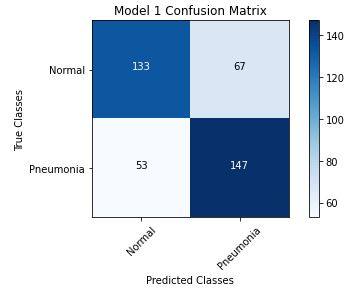 Model 1 Confusion Matrix
True Classes
Normal
133
67
Pneumonia
53
147
Normal
Pneumonia
Predicted Classes
140
120
100
80
60